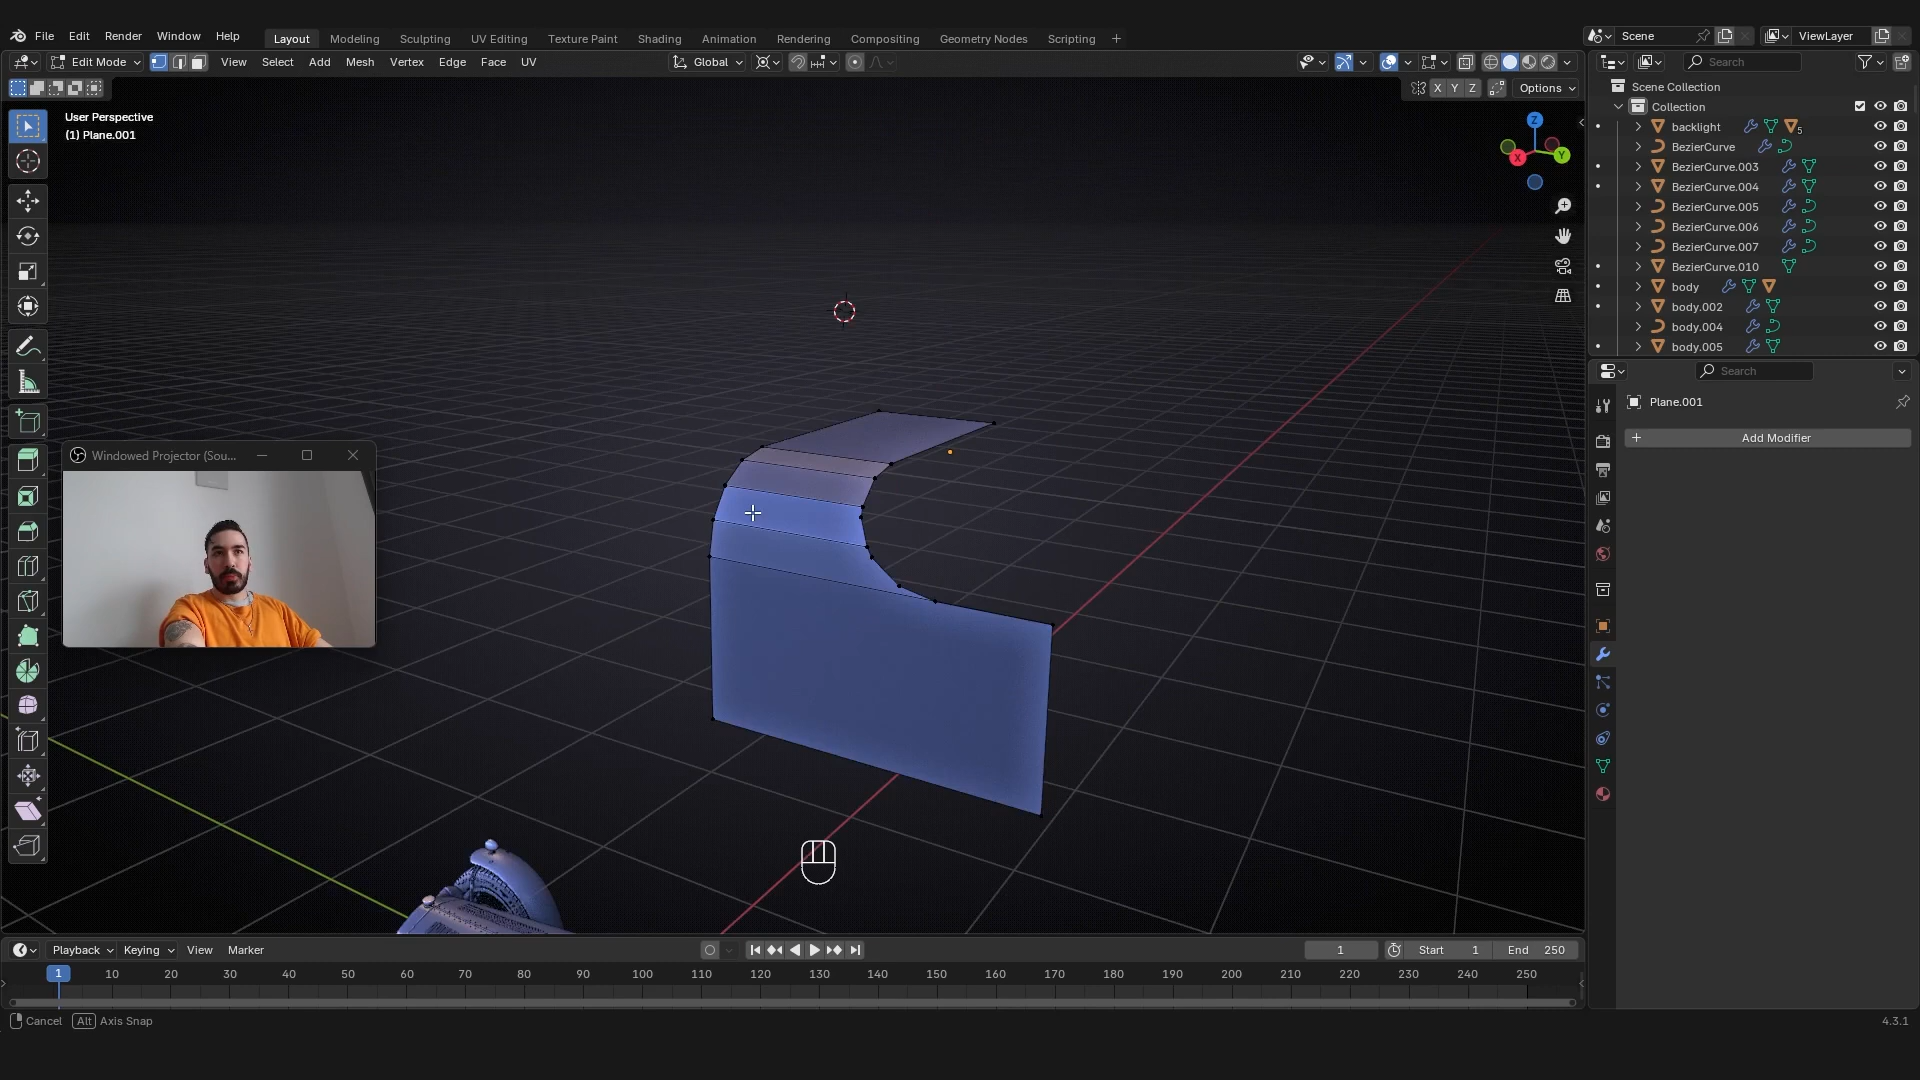 File Edit Render Window Help Layout Modeling Sculpting UV Editing Texture Paint Shading Animation Rendering Compositing Geometry Nodes Scripting + Scene ViewLayer
Edit Mode View Select Add Mesh Vertex Edge Face UV Global Search
X Y Z Options
Scene Collection
User Perspective
(1) Plane.001
Collection
backlight 5
BezierCurve
BezierCurve.003
BezierCurve.004
BezierCurve.005
BezierCurve.006
BezierCurve.007
BezierCurve.010
body
body.002
body.004
body.005
Z
X
Y
Search
Plane.001
+ Add Modifier
Windowed Projector (Sou...
Playback Keying View Marker 1 Start 1 End 250
1 10 20 30 40 50 60 70 80 90 100 110 120 130 140 150 160 170 180 190 200 210 220 230 240 250
Cancel Alt Axis Snap 4.3.1